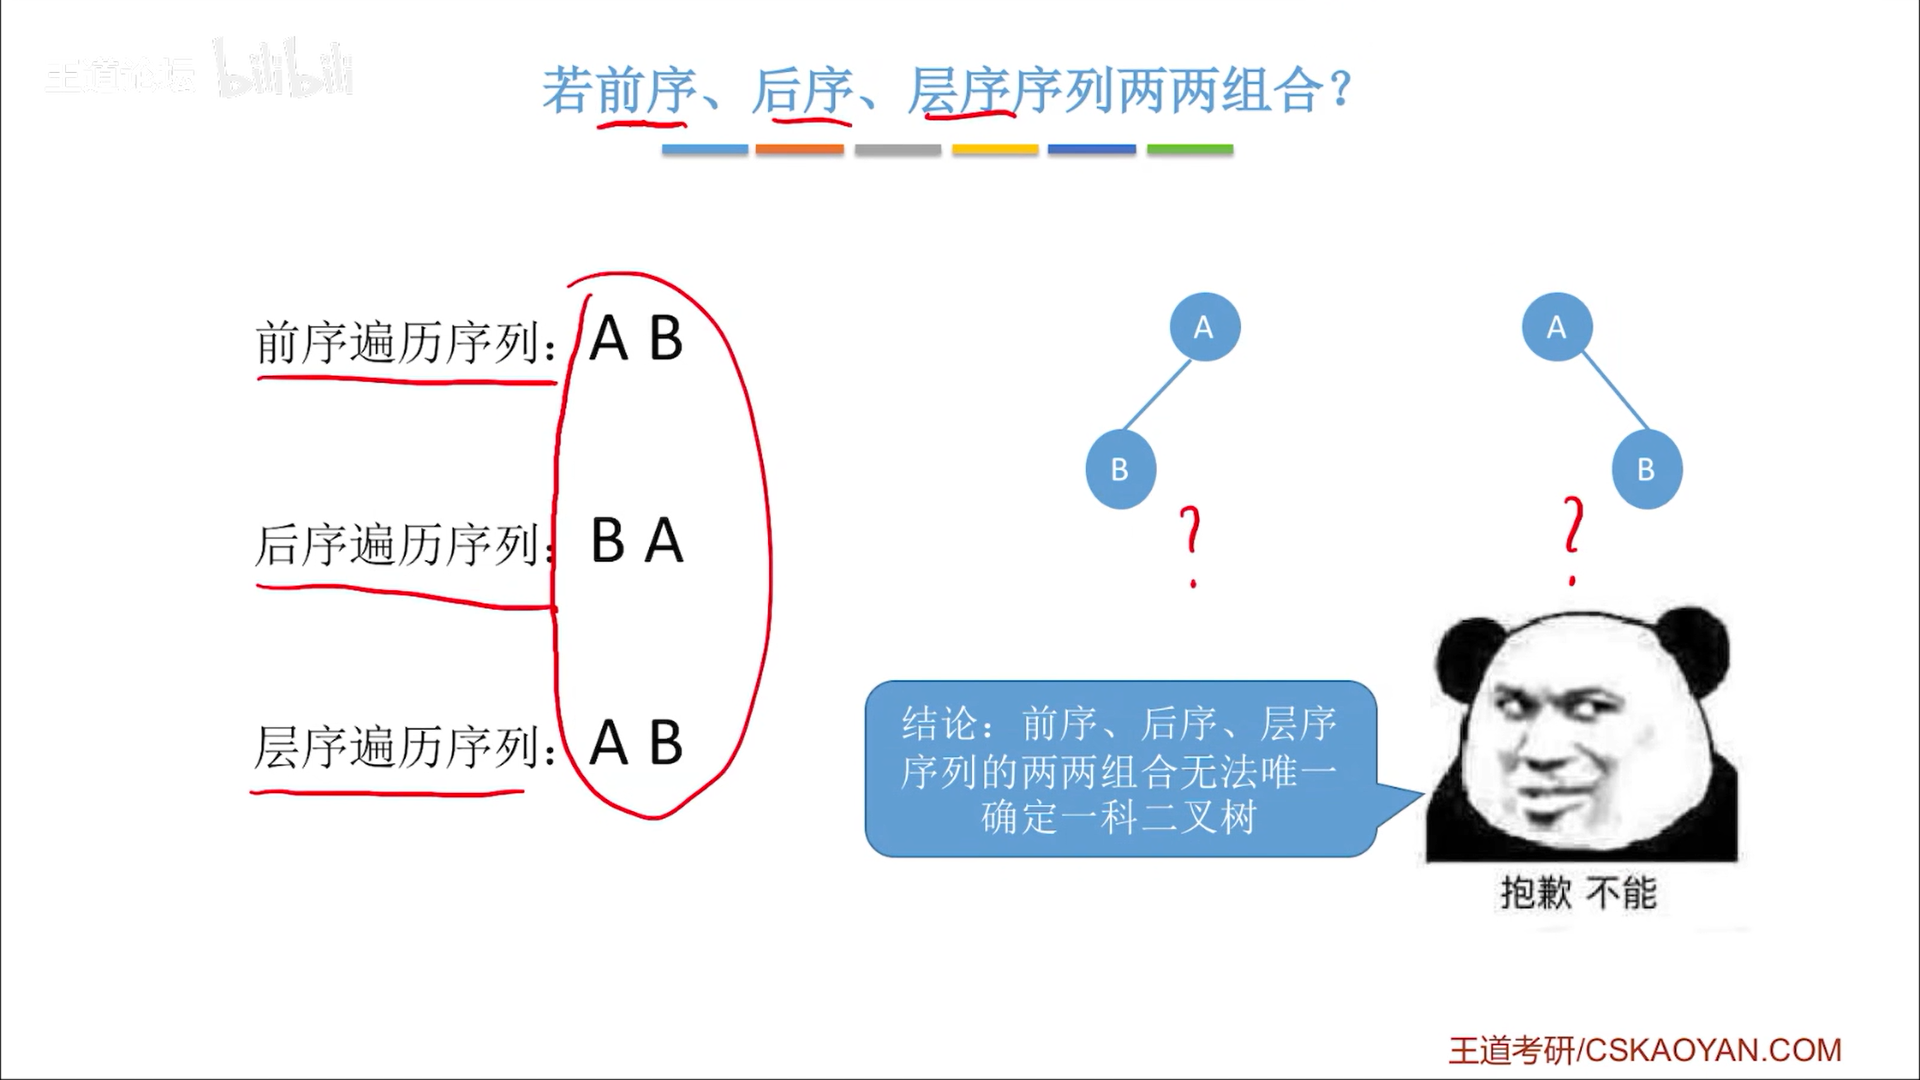 王道论坛 bilibili
若前序、后序、层序序列两两组合？
前序遍历序列：A B
后序遍历序列：B A
层序遍历序列：A B
A
B
?
A
B
?
结论：前序、后序、层序
序列的两两组合无法唯一
确定一科二叉树
抱歉 不能
王道考研/CSKAOYAN.COM